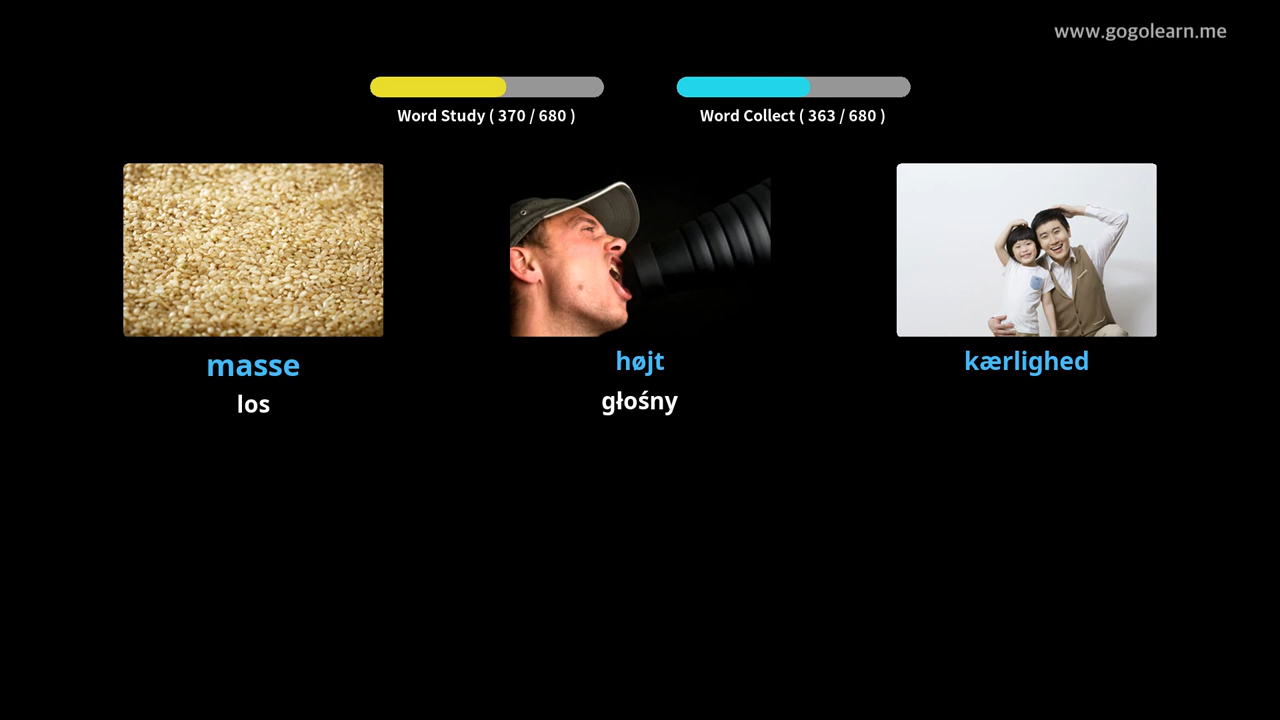 www.gogolearn.me
Word Study ( 370 / 680 )
Word Collect ( 363 / 680 )
masse
højt
kærlighed
los
głośny